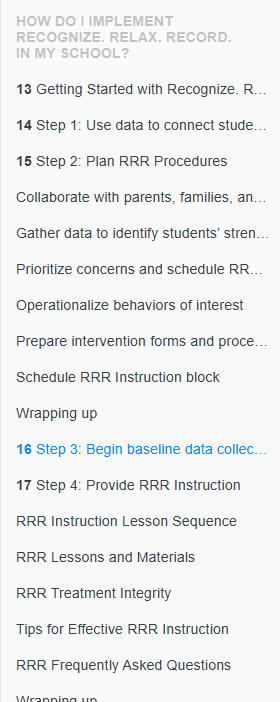 HOW DO I IMPLEMENT
RECOGNIZE. RELAX. RECORD.
IN MY SCHOOL?
13 Getting Started with Recognize. R...
14 Step 1: Use data to connect stude...
15 Step 2: Plan RRR Procedures
Collaborate with parents, families, an...
Gather data to identify students’ stren...
Prioritize concerns and schedule RR...
Operationalize behaviors of interest
Prepare intervention forms and proce...
Schedule RRR Instruction block
Wrapping up
16 Step 3: Begin baseline data collec...
17 Step 4: Provide RRR Instruction
RRR Instruction Lesson Sequence
RRR Lessons and Materials
RRR Treatment Integrity
Tips for Effective RRR Instruction
RRR Frequently Asked Questions
Wrapping up